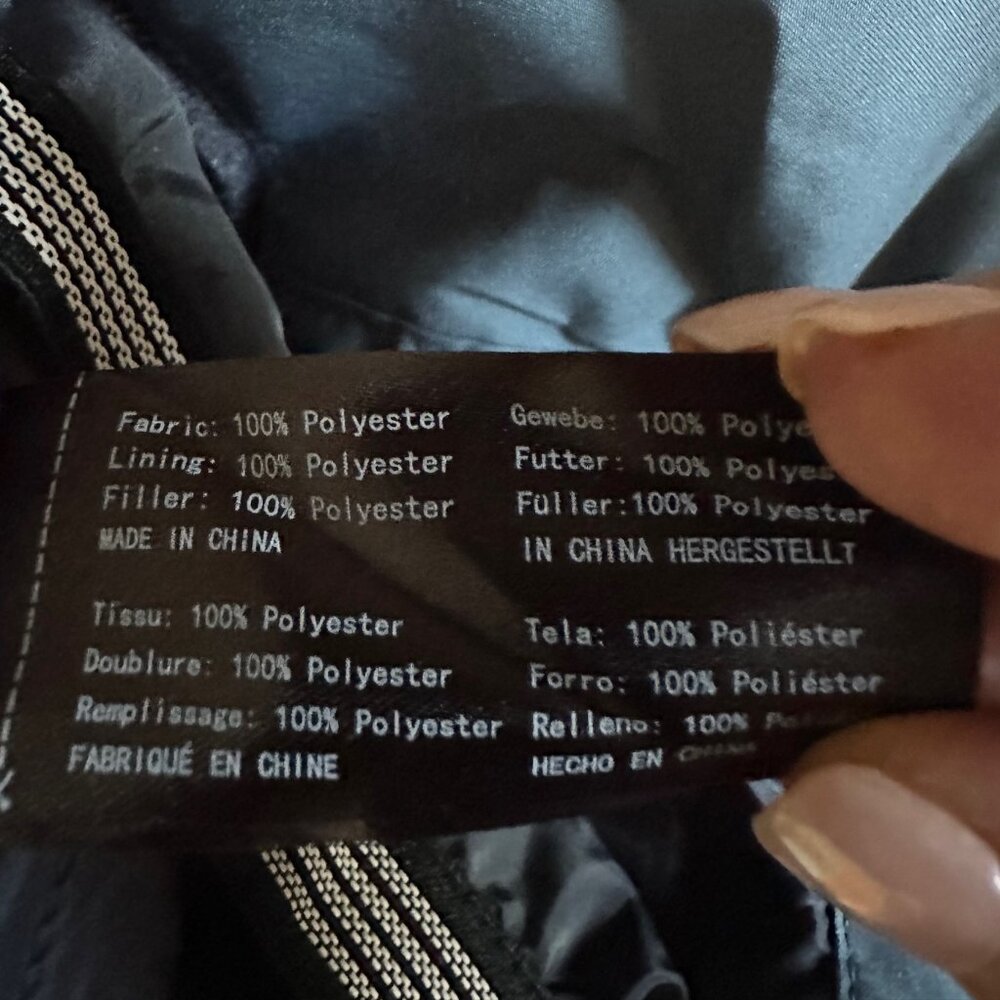 Fabric: 100% Polyester
Lining: 100% Polyester
Filler: 100% Polyester
MADE IN CHINA
Gewebe: 100%
Futter: 100%
Füller:100% Polyester
IN CHINA HERGESTELLT
Tissu: 100% Polyester
Doublure: 100% Polyester
Remplissage: 100% Polyester
FABRIQUÉ EN CHINE
Tela: 100% Poliéster
Forro: 100% Poliéster
Relleno: 100%
HECHO EN CHINA